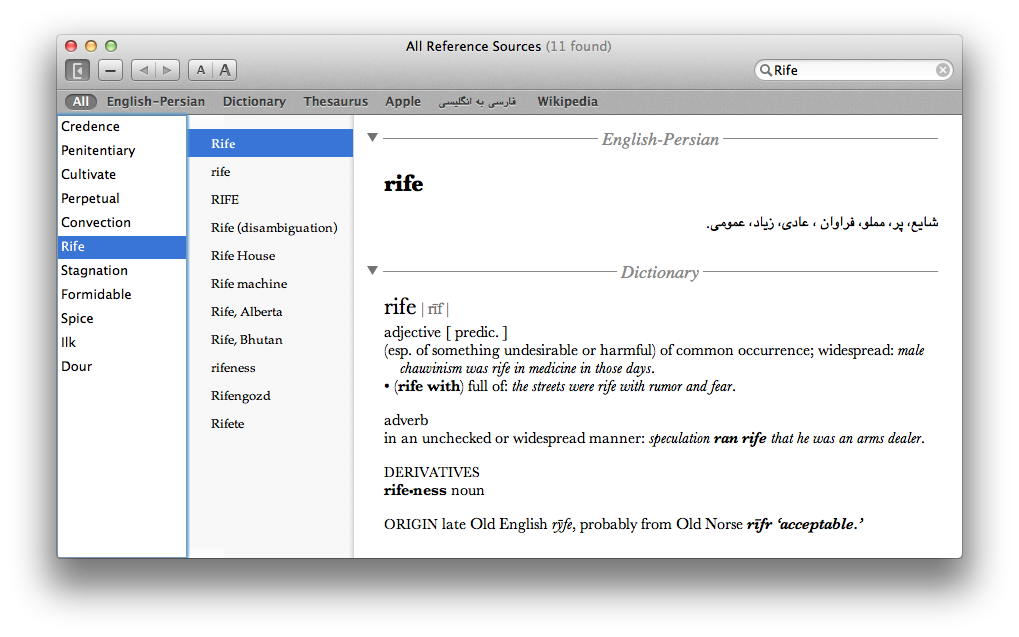 All Reference Sources (11 found)
A A
Rife
All English-Persian Dictionary Thesaurus Apple فارسی به انگلیسی Wikipedia
Credence
Penitentiary
Cultivate
Perpetual
Convection
Rife
Stagnation
Formidable
Spice
Ilk
Dour
Rife
rife
RIFE
Rife (disambiguation)
Rife House
Rife machine
Rife, Alberta
Rife, Bhutan
rifeness
Rifengozd
Rifete
English-Persian
rife
شایع، پر، مملو، فراوان ، عادی، زیاد، عمومی.
Dictionary
rife | rīf |
adjective [ predic. ]
(esp. of something undesirable or harmful) of common occurrence; widespread: male
chauvinism was rife in medicine in those days.
• (rife with) full of: the streets were rife with rumor and fear.
adverb
in an unchecked or widespread manner: speculation ran rife that he was an arms dealer.
DERIVATIVES
rife•ness noun
ORIGIN late Old English rȳfe, probably from Old Norse rīfr ‘acceptable.’